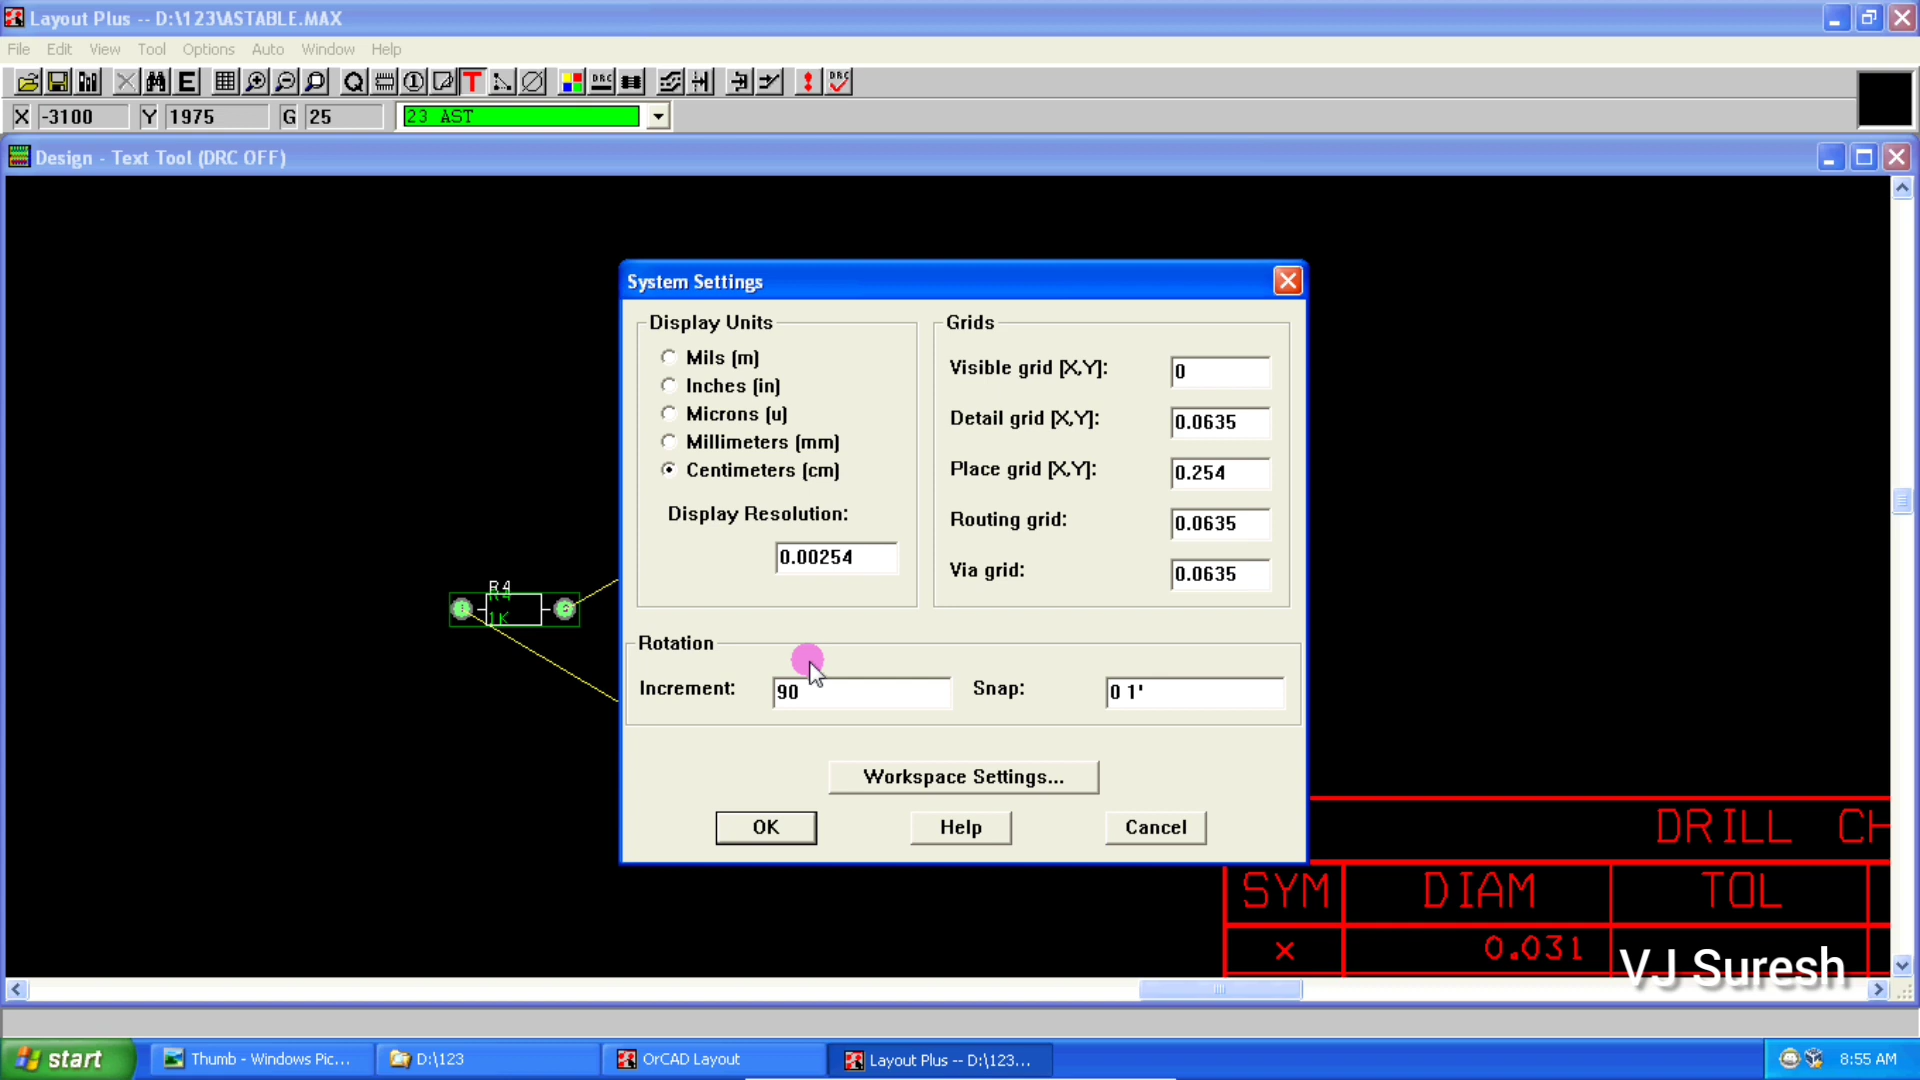 Layout Plus -- D:\123\ASTABLE.MAX
File Edit View Tool Options Auto Window Help
E Q 1 T DRC DRC
X -3100 Y 1975 G 25 23 AST
Design - Text Tool (DRC OFF)
System Settings
Display Units
Mils (m)
Inches (in)
Microns (u)
Millimeters (mm)
Centimeters (cm)
Display Resolution:
0.00254
Grids
Visible grid [X,Y]: 0
Detail grid [X,Y]: 0.0635
Place grid [X,Y]: 0.254
Routing grid: 0.0635
Via grid: 0.0635
Rotation
Increment: 90 Snap: 0 1'
Workspace Settings...
OK Help Cancel
R4
R4
1K
DRILL CH
SYM DIAM TOL
x 0.031
VJ Suresh
start Thumb - Windows Pic... D:\123 OrCAD Layout Layout Plus -- D:\123... 8:55 AM